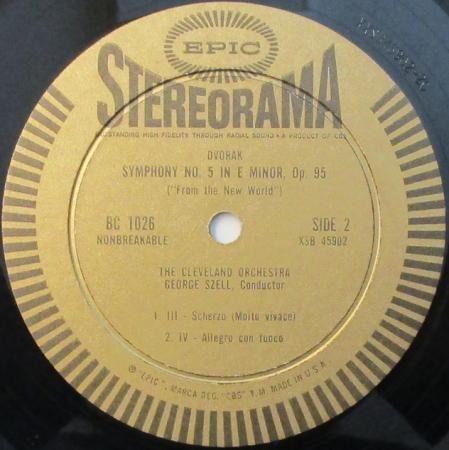 EPIC
STEREORAMA
OUTSTANDING HIGH FIDELITY THROUGH RADIAL SOUND • A PRODUCT OF CBS
DVORAK
SYMPHONY NO. 5 IN E MINOR, Op. 95
("From the New World")
BC 1026
NONBREAKABLE
SIDE 2
XSB 45902
THE CLEVELAND ORCHESTRA
GEORGE SZELL, Conductor
1. III - Scherzo (Molto vivace)
2. IV - Allegro con fuoco
® "EPIC", MARCA REG. "CBS" T.M. MADE IN U.S.A.